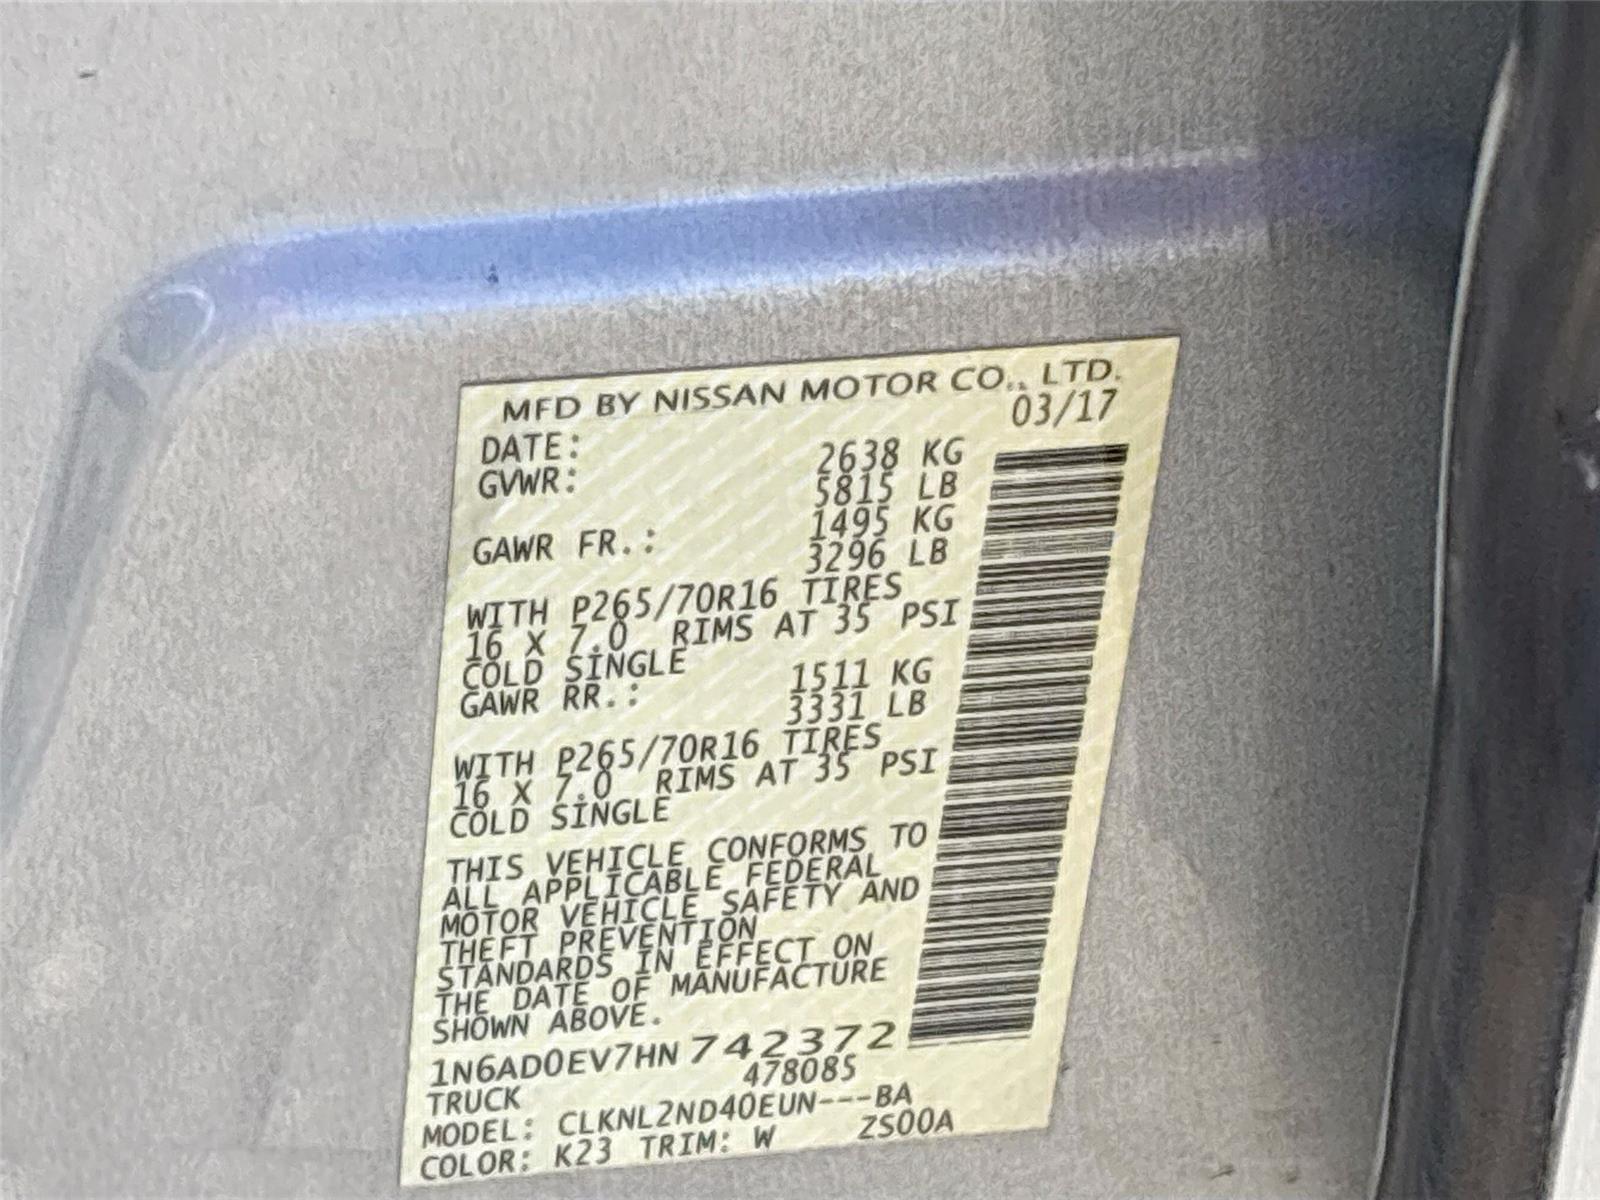 MFD BY NISSAN MOTOR CO., LTD.
DATE: 03/17
GVWR: 2638 KG
5815 LB
GAWR FR.: 1495 KG
3296 LB
WITH P265/70R16 TIRES
16 X 7.0 RIMS AT 35 PSI
COLD SINGLE
GAWR RR.: 1511 KG
3331 LB
WITH P265/70R16 TIRES
16 X 7.0 RIMS AT 35 PSI
COLD SINGLE
THIS VEHICLE CONFORMS TO
ALL APPLICABLE FEDERAL
MOTOR VEHICLE SAFETY AND
THEFT PREVENTION
STANDARDS IN EFFECT ON
THE DATE OF MANUFACTURE
SHOWN ABOVE.
1N6AD0EV7HN742372
TRUCK 478085
MODEL: CLKNL2ND40EUN---BA
COLOR: K23 TRIM: W ZS00A